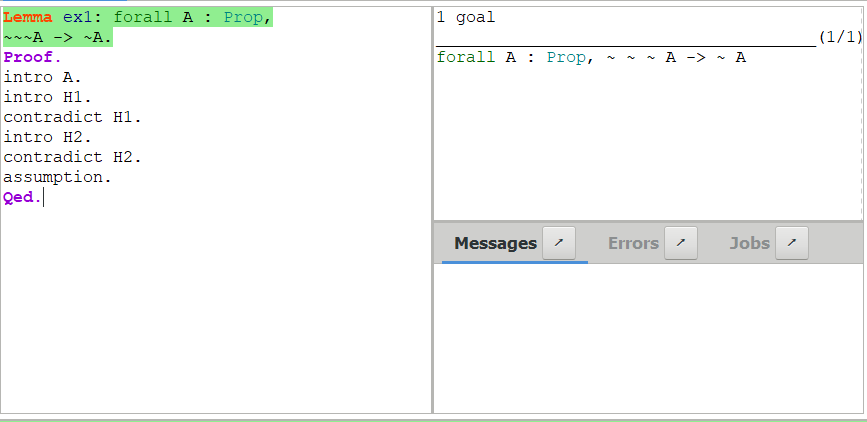 Lemma ex1: forall A : Prop,
~~~A -> ~A.
Proof.
intro A.
intro H1.
contradict H1.
intro H2.
contradict H2.
assumption.
Qed.
1 goal
(1/1)
forall A : Prop, ~ ~ ~ A -> ~ A
Messages
Errors
Jobs